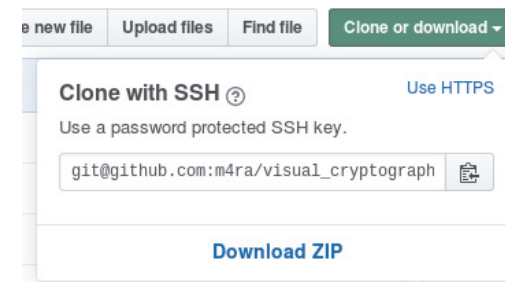 e new file Upload files Find file Clone or download
Clone with SSH ? Use HTTPS
Use a password protected SSH key.
git@github.com:m4ra/visual_cryptograph
Download ZIP